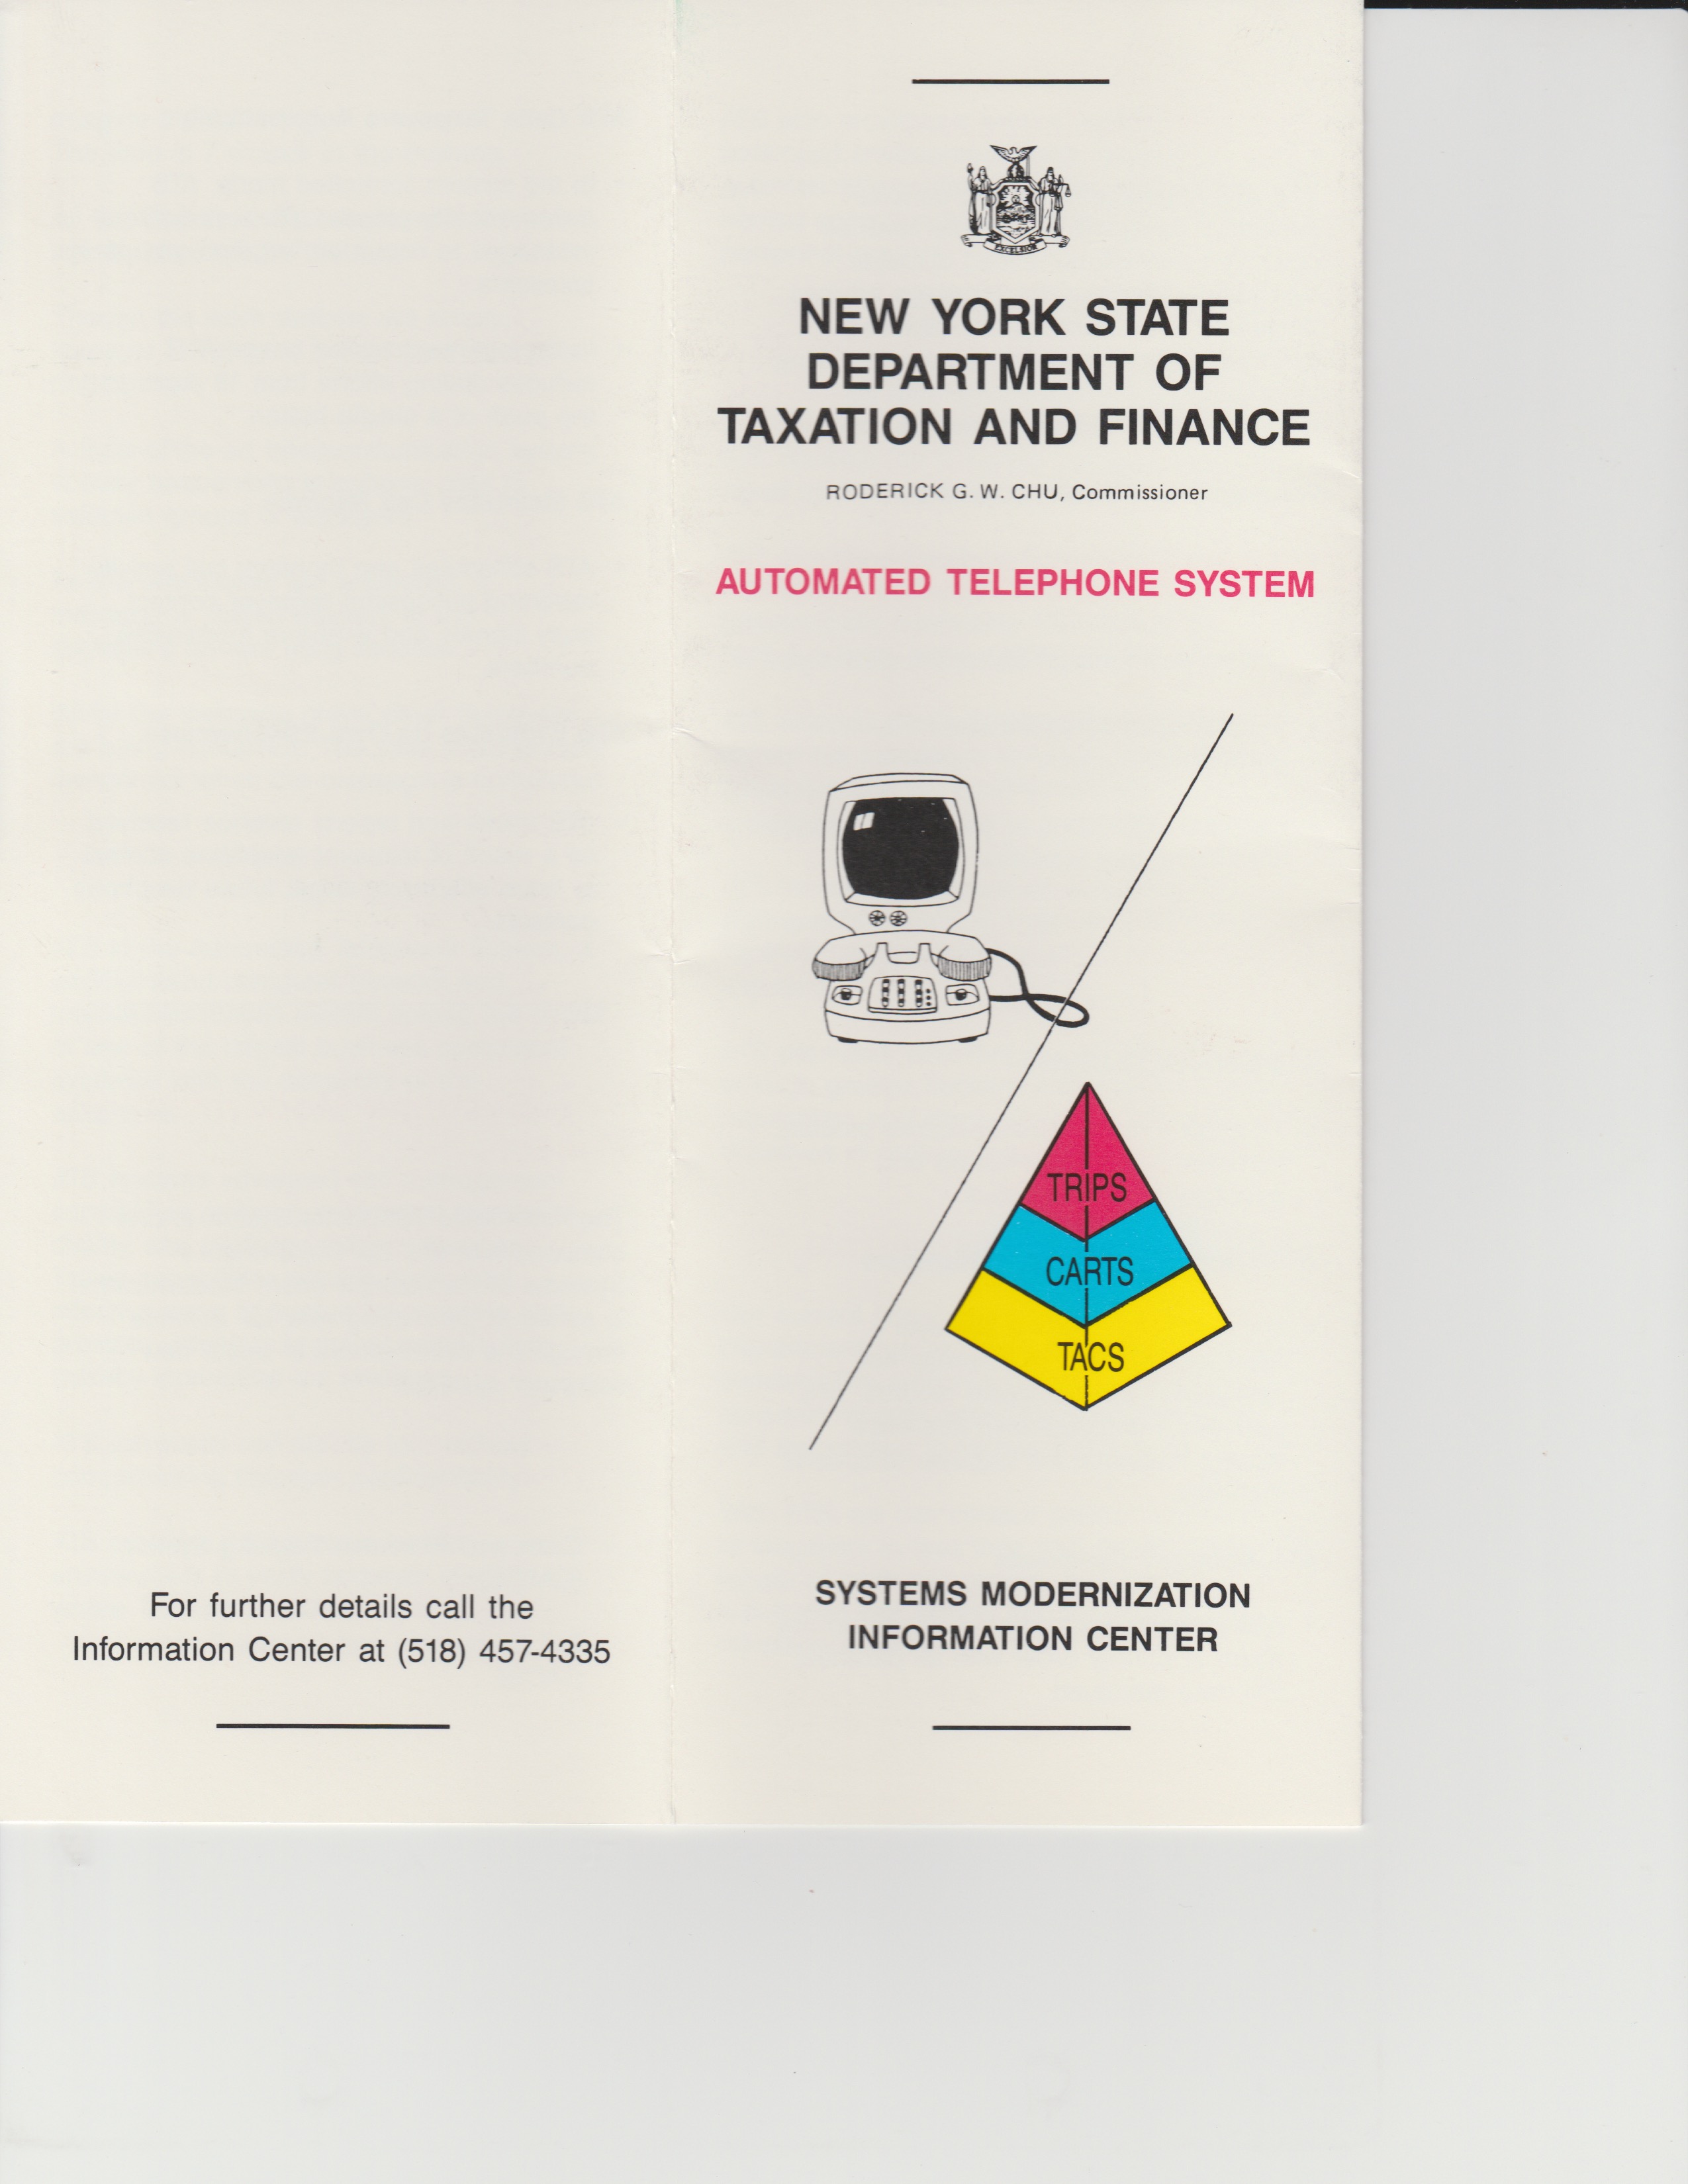 EXCELSIOR
NEW YORK STATE
DEPARTMENT OF
TAXATION AND FINANCE
RODERICK G. W. CHU, Commissioner
AUTOMATED TELEPHONE SYSTEM
TRIPS
CARTS
TACS
SYSTEMS MODERNIZATION
INFORMATION CENTER
For further details call the
Information Center at (518) 457-4335